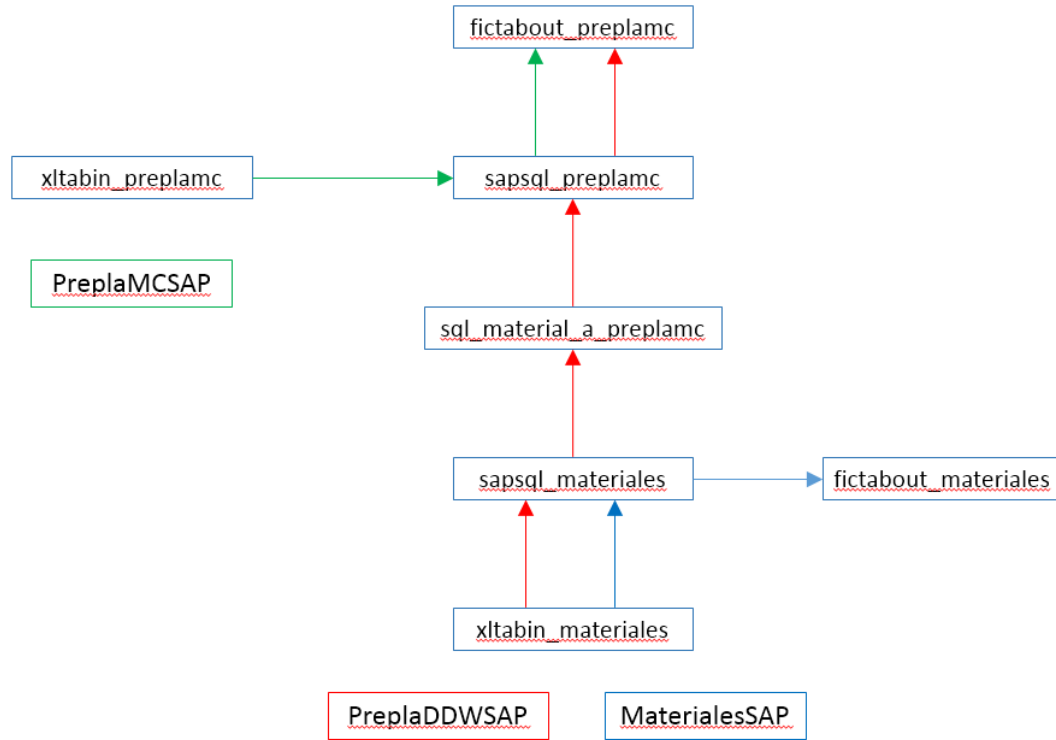 fictabout_preplamc
xltabin_preplamc
sapsql_preplamc
PreplaMCSAP
sql_material_a_preplamc
sapsql_materiales
fictabout_materiales
xltabin_materiales
PreplaDDWSAP
MaterialesSAP